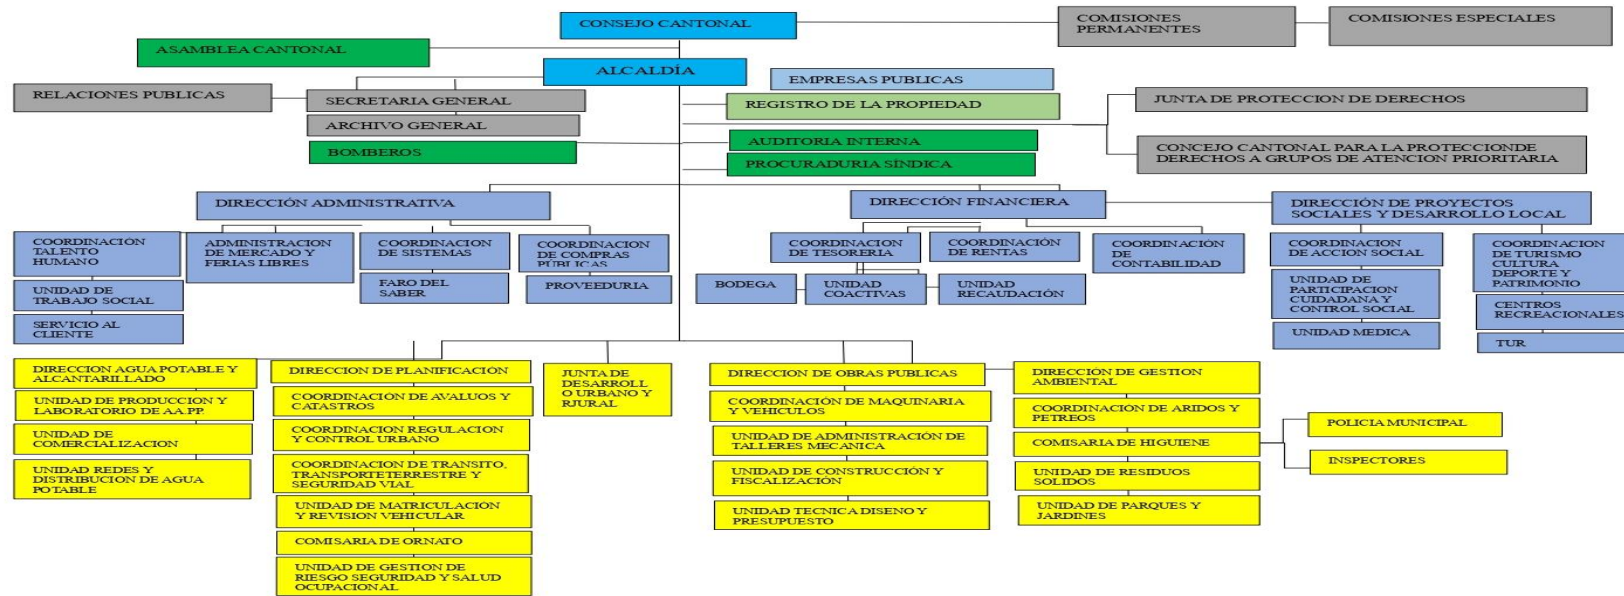 CONSEJO CANTONAL
COMISIONES
PERMANENTES
COMISIONES ESPECIALES
ASAMBLEA CANTONAL
ALCALDÍA
EMPRESAS PUBLICAS
RELACIONES PUBLICAS
SECRETARIA GENERAL
REGISTRO DE LA PROPIEDAD
JUNTA DE PROTECCION DE DERECHOS
ARCHIVO GENERAL
AUDITORIA INTERNA
BOMBEROS
PROCURADURIA SÍNDICA
CONCEJO CANTONAL PARA LA PROTECCIONDE
DERECHOS A GRUPOS DE ATENCION PRIORITARIA
DIRECCIÓN ADMINISTRATIVA
DIRECCIÓN FINANCIERA
DIRECCIÓN DE PROYECTOS
SOCIALES Y DESARROLLO LOCAL
COORDINACIÓN
TALENTO
HUMANO
ADMINISTRACION
DE MERCADO Y
FERIAS LIBRES
COORDINACION
DE SISTEMAS
COORDINACION
DE COMPRAS
PÚBLICAS
COORDINACION
DE TESORERIA
COORDINACIÓN
DE RENTAS
COORDINACIÓN
DE
CONTABILIDAD
COORDINACION
DE ACCION SOCIAL
COORDINACION
DE TURISMO
CULTURA
DEPORTE Y
PATRIMONIO
UNIDAD DE
TRABAJO SOCIAL
FARO DEL
SABER
PROVEEDURIA
BODEGA
UNIDAD
COACTIVAS
UNIDAD
RECAUDACIÓN
UNIDAD DE
PARTICIPACION
CUIDADANA Y
CONTROL SOCIAL
CENTROS
RECREACIONALES
SERVICIO AL
CLIENTE
UNIDAD MEDICA
TUR
DIRECCION AGUA POTABLE Y
ALCANTARILLADO
DIRECCION DE PLANIFICACIÓN
JUNTA DE
DESARROLL
O URBANO Y
RJURAL
DIRECCION DE OBRAS PUBLICAS
DIRECCIÓN DE GESTION
AMBIENTAL
UNIDAD DE PRODUCCION Y
LABORATORIO DE AA.PP.
COORDINACIÓN DE AVALUOS Y
CATASTROS
COORDINACIÓN DE MAQUINARIA
Y VEHICULOS
COORDINACIÓN DE ARIDOS Y
PETREOS
UNIDAD DE
COMERCIALIZACION
COORDINACION REGULACION
Y CONTROL URBANO
UNIDAD DE ADMINISTRACIÓN DE
TALLERES MECANICA
COMISARIA DE HIGUIENE
POLICIA MUNICIPAL
UNIDAD REDES Y
DISTRIBUCION DE AGUA
POTABLE
COORDINACION DE TRANSITO,
TRANSPORTE TERRESTRE Y
SEGURIDAD VIAL
UNIDAD DE CONSTRUCCIÓN Y
FISCALIZACIÓN
UNIDAD DE RESIDUOS
SOLIDOS
INSPECTORES
UNIDAD DE MATRICULACIÓN
Y REVISION VEHICULAR
UNIDAD TECNICA DISENO Y
PRESUPUESTO
UNIDAD DE PARQUES Y
JARDINES
COMISARIA DE ORNATO
UNIDAD DE GESTION DE
RIESGO SEGURIDAD Y SALUD
OCUPACIONAL